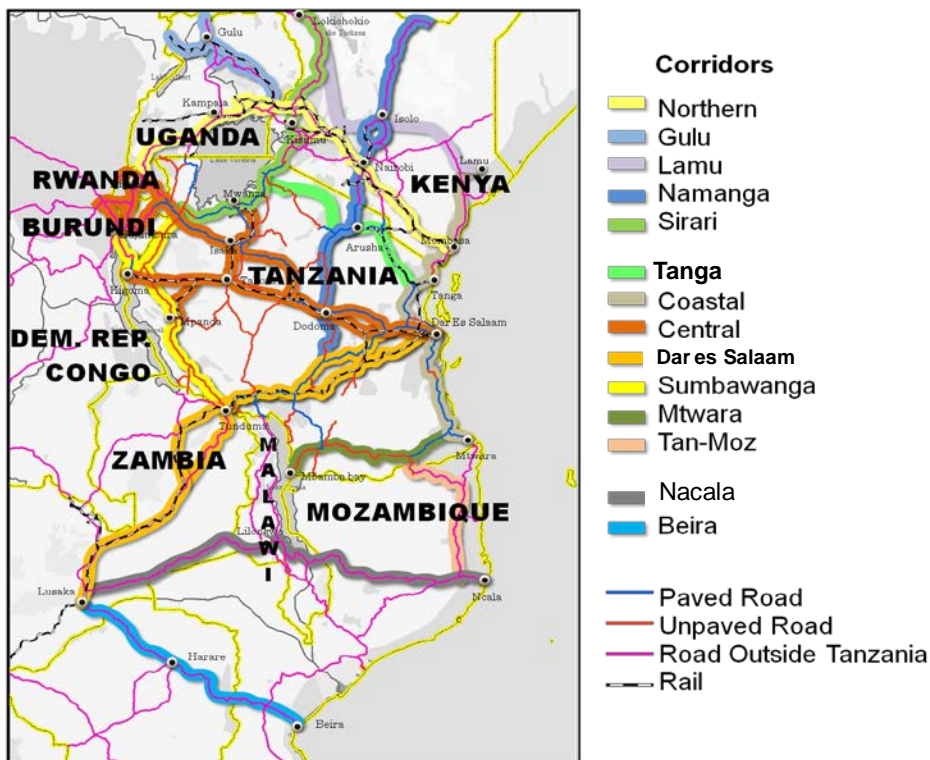 Lokichokio
Gulu
Kampala
Isolo
UGANDA
Kisumu
Nairobi
Lamu
RWANDA
KENYA
Mwanza
BURUNDI
Isaka
Arusha
Mombasa
TANZANIA
Kigoma
Tanga
Mpanda
Dodoma
Dar Es Salaam
DEM. REP.
CONGO
Tunduma
Mtwara
ZAMBIA
MALAWI
Mbamba bay
MOZAMBIQUE
Lilongwe
Lusaka
Ncala
Harare
Beira
Corridors
Northern
Gulu
Lamu
Namanga
Sirari
Tanga
Coastal
Central
Dar es Salaam
Sumbawanga
Mtwara
Tan-Moz
Nacala
Beira
Paved Road
Unpaved Road
Road Outside Tanzania
Rail